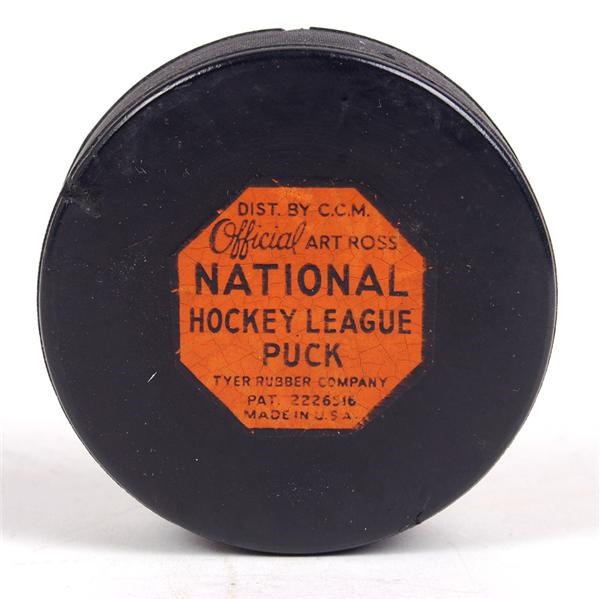 DIST. BY C.C.M.
Official ART ROSS
NATIONAL
HOCKEY LEAGUE
PUCK
TYER RUBBER COMPANY
PAT. 2226516
MADE IN U.S.A.